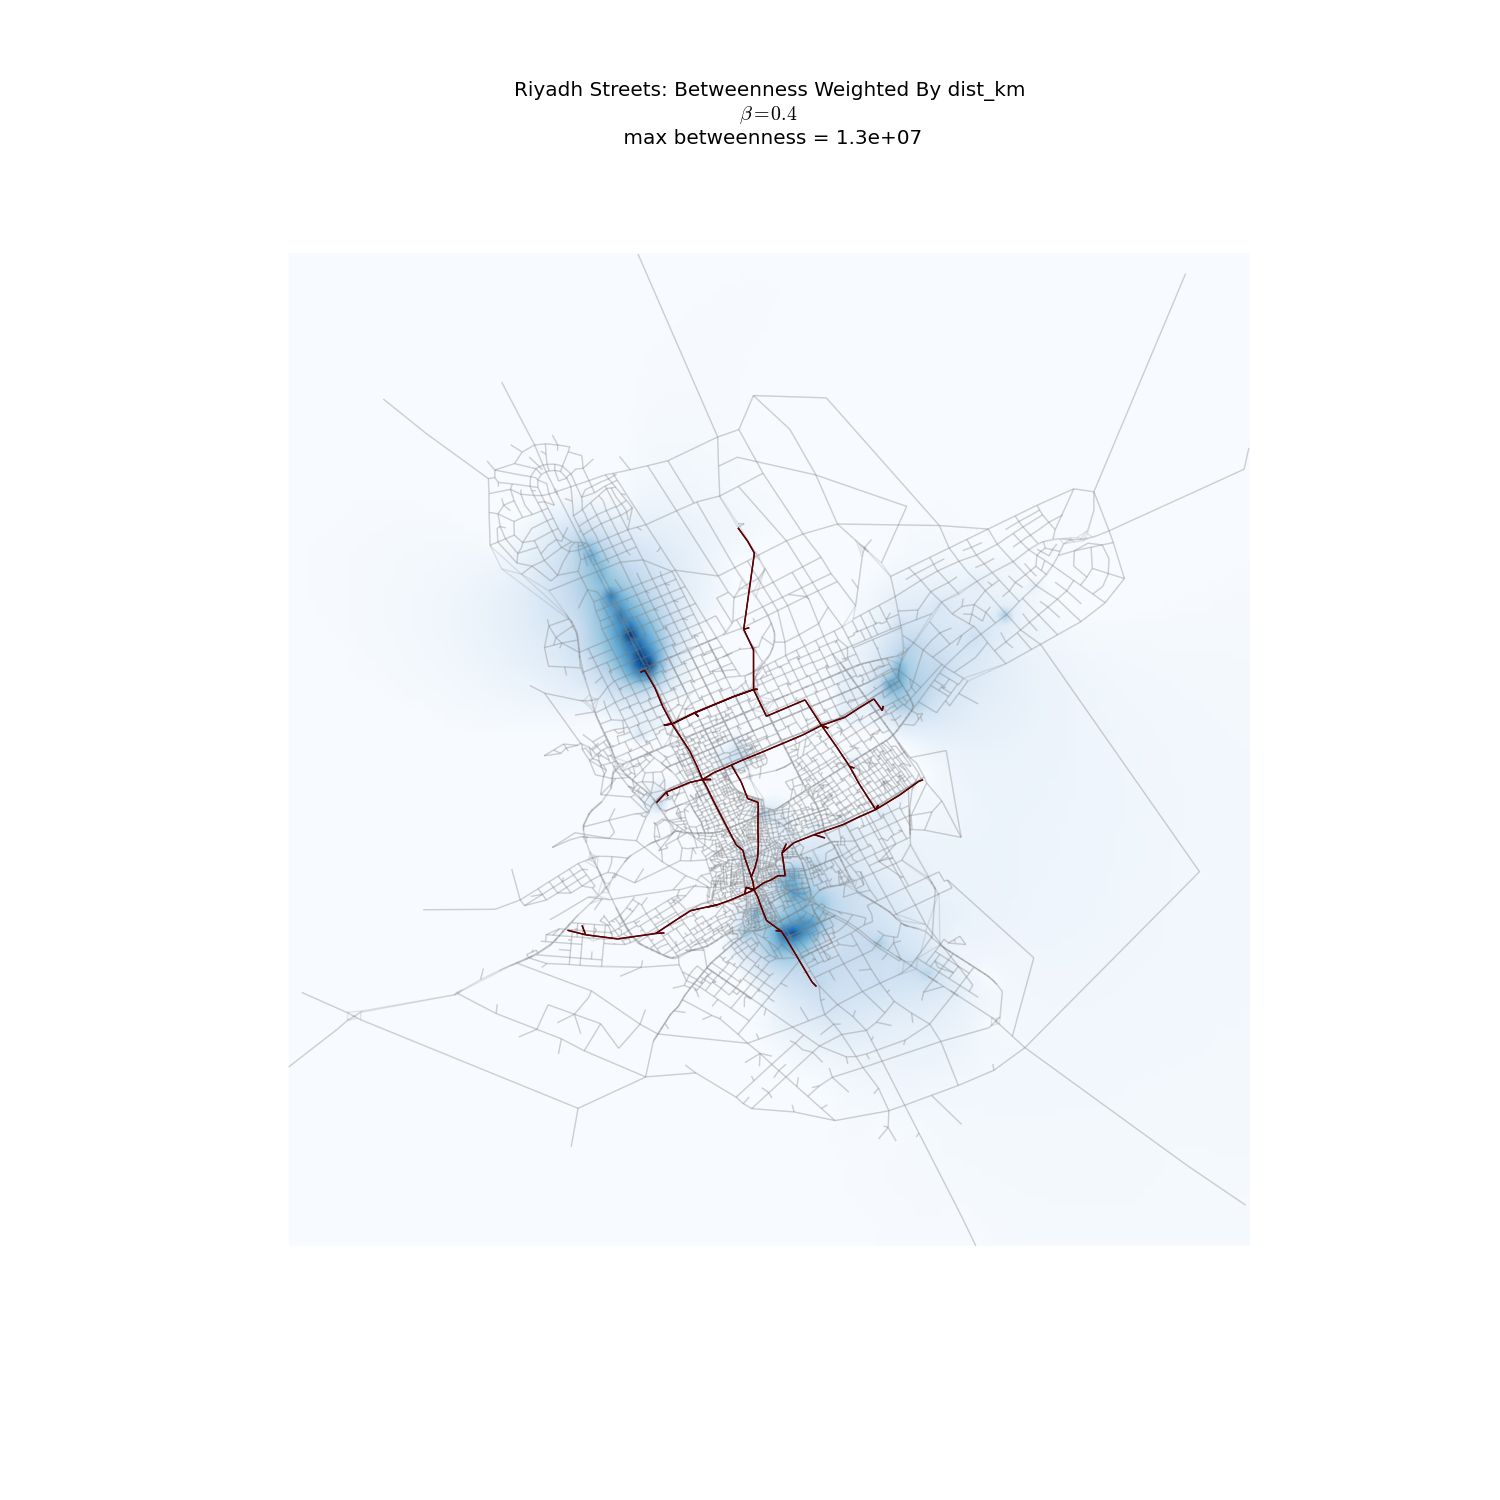 Riyadh Streets: Betweenness Weighted By dist_km
β=0.4
max betweenness = 1.3e+07